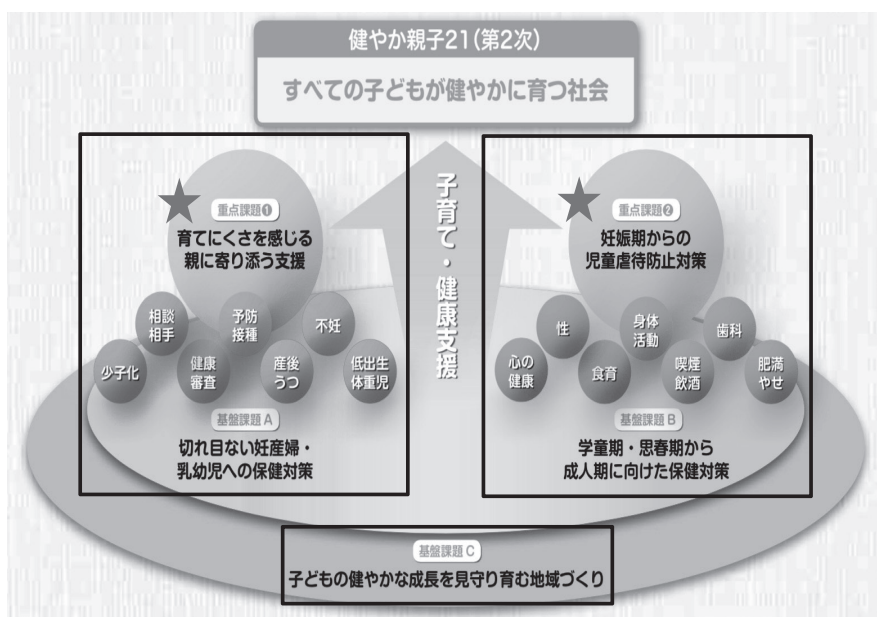 健やか親子21(第2次)
すべての子どもが健やかに育つ社会
子育て・健康支援
重点課題❶
育てにくさを感じる
親に寄り添う支援
相談
相手
予防
接種
不妊
少子化
健康
審査
産後
うつ
低出生
体重児
基盤課題 A
切れ目ない妊産婦・
乳幼児への保健対策
重点課題❷
妊娠期からの
児童虐待防止対策
性
身体
活動
歯科
心の
健康
食育
喫煙
飲酒
肥満
やせ
基盤課題 B
学童期・思春期から
成人期に向けた保健対策
基盤課題 C
子どもの健やかな成長を見守り育む地域づくり